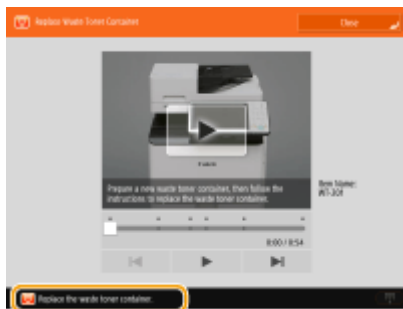 Replace Waste Toner Container
Close
Canon
Prepare a new waste toner container, then follow the
instructions to replace the waste toner container.
Item Name:
WT-201
0:00 / 0:54
Replace the waste toner container.